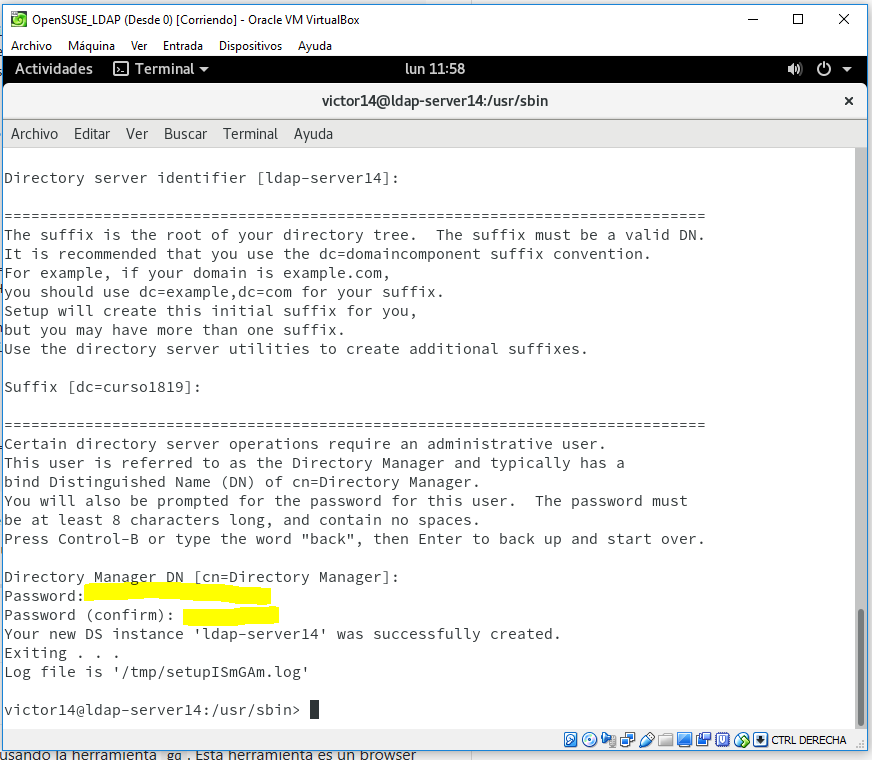 OpenSUSE_LDAP (Desde 0) [Corriendo] - Oracle VM VirtualBox
Archivo Máquina Ver Entrada Dispositivos Ayuda
Actividades Terminal lun 11:58
victor14@ldap-server14:/usr/sbin
Archivo Editar Ver Buscar Terminal Ayuda
Directory server identifier [ldap-server14]:
==============================================================================
The suffix is the root of your directory tree.  The suffix must be a valid DN.
It is recommended that you use the dc=domaincomponent suffix convention.
For example, if your domain is example.com,
you should use dc=example,dc=com for your suffix.
Setup will create this initial suffix for you,
but you may have more than one suffix.
Use the directory server utilities to create additional suffixes.
Suffix [dc=curso1819]:
==============================================================================
Certain directory server operations require an administrative user.
This user is referred to as the Directory Manager and typically has a
bind Distinguished Name (DN) of cn=Directory Manager.
You will also be prompted for the password for this user.  The password must
be at least 8 characters long, and contain no spaces.
Press Control-B or type the word "back", then Enter to back up and start over.
Directory Manager DN [cn=Directory Manager]:
Password:
Password (confirm):
Your new DS instance 'ldap-server14' was successfully created.
Exiting . . .
Log file is '/tmp/setupISmGAm.log'
victor14@ldap-server14:/usr/sbin>
CTRL DERECHA
usando la herramienta gq . Esta herramienta es un browser